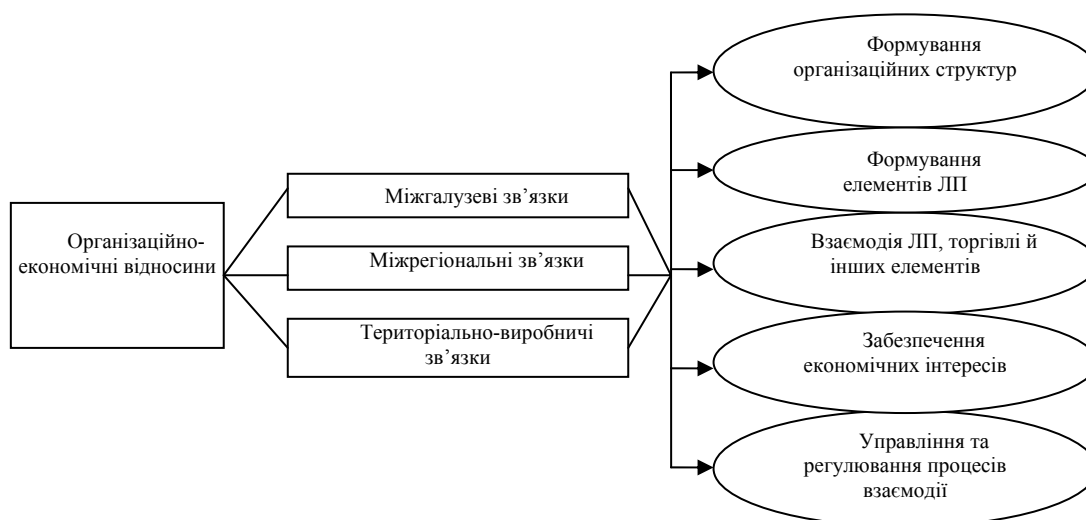 Організаційно-
економічні відносини
Міжгалузеві зв’язки
Міжрегіональні зв’язки
Територіально-виробничі
зв’язки
Формування
організаційних структур
Формування
елементів ЛП
Взаємодія ЛП, торгівлі й
інших елементів
Забезпечення
економічних інтересів
Управління та
регулювання процесів
взаємодії